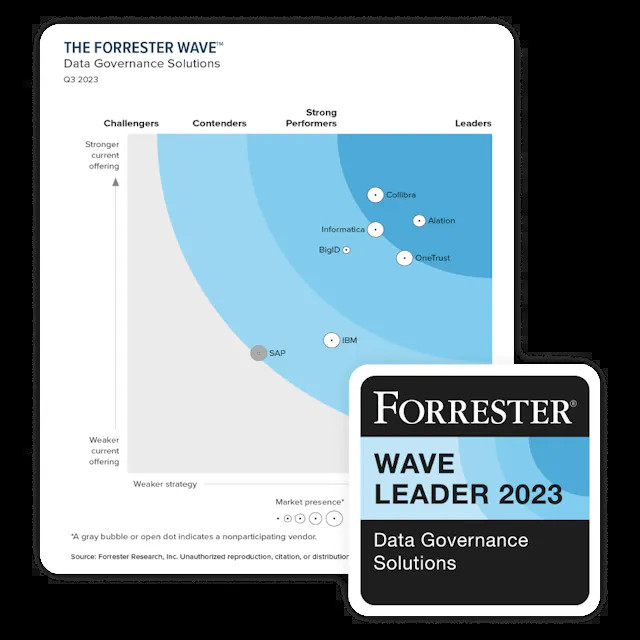 THE FORRESTER WAVE™
Data Governance Solutions
Q3 2023
Challengers
Contenders
Strong
Performers
Leaders
Stronger
current
offering
Collibra
Alation
Informatica
BigID
OneTrust
IBM
SAP
Weaker
current
offering
Weaker strategy
Market presence*
*A gray bubble or open dot indicates a nonparticipating vendor.
Source: Forrester Research, Inc. Unauthorized reproduction, citation, or distribution
FORRESTER®
WAVE
LEADER 2023
Data Governance
Solutions